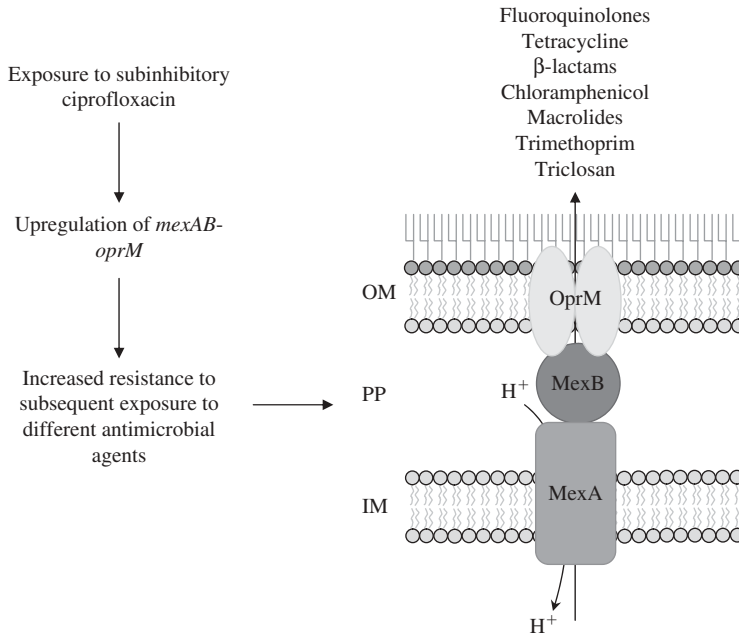 Exposure to subinhibitory
ciprofloxacin
Upregulation of mexAB-
oprM
Increased resistance to
subsequent exposure to
different antimicrobial
agents
Fluoroquinolones
Tetracycline
β-lactams
Chloramphenicol
Macrolides
Trimethoprim
Triclosan
OM
OprM
PP
MexB
H+
IM
MexA
H+